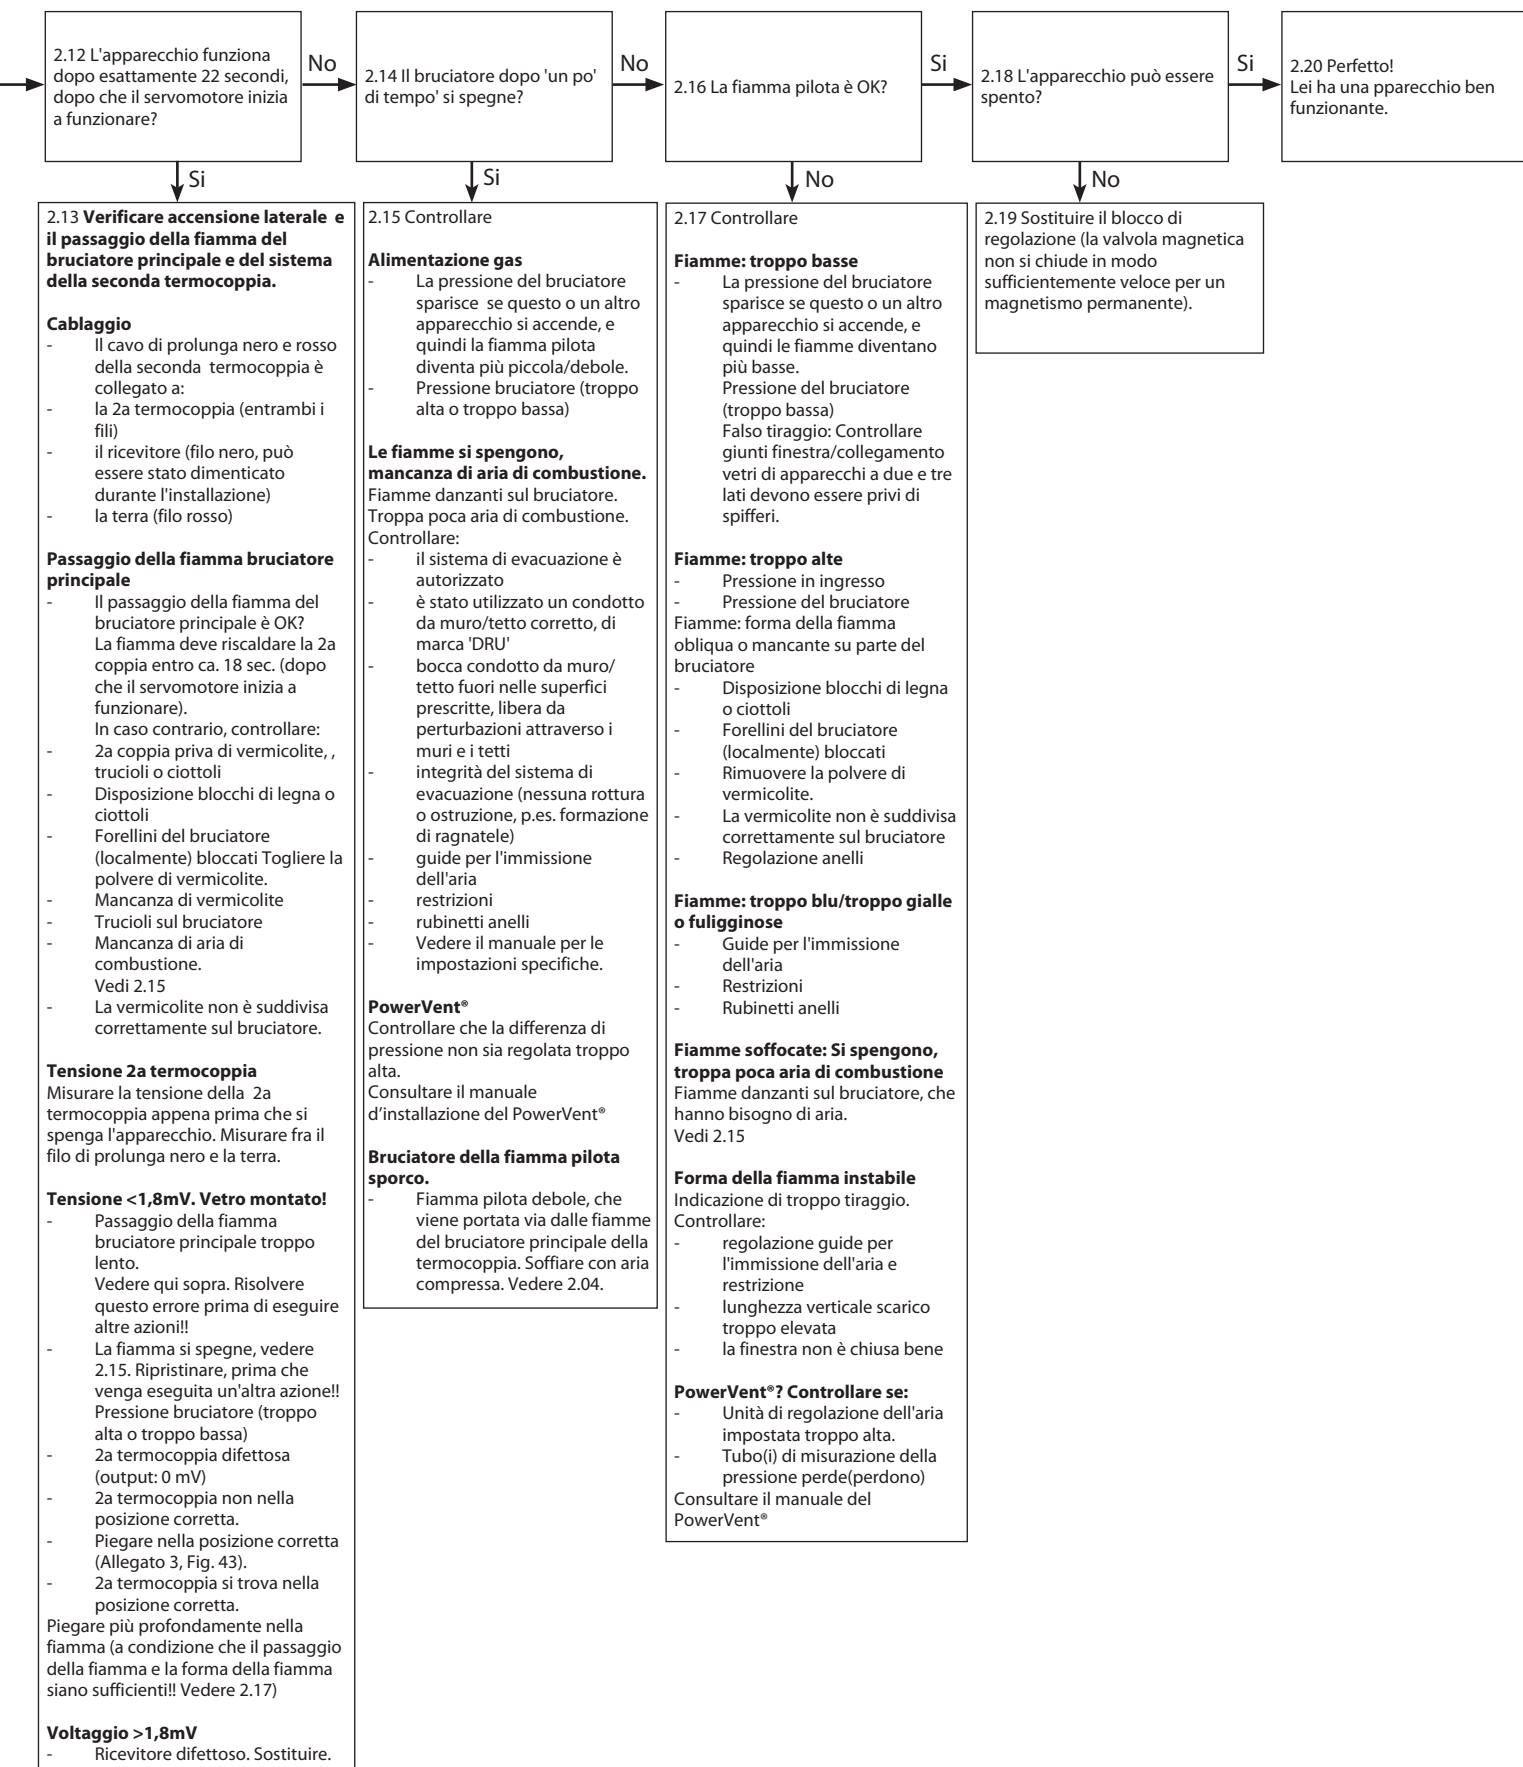 2.12 L'apparecchio funziona
dopo esattamente 22 secondi,
dopo che il servomotore inizia
a funzionare?
No
2.14 Il bruciatore dopo 'un po'
di tempo' si spegne?
No
2.16 La fiamma pilota è OK?
Si
2.18 L'apparecchio può essere
spento?
Si
2.20 Perfetto!
Lei ha una pparecchio ben
funzionante.
Si
Si
No
No
2.13 Verificare accensione laterale e
il passaggio della fiamma del
bruciatore principale e del sistema
della seconda termocoppia.
Cablaggio
- Il cavo di prolunga nero e rosso
della seconda termocoppia è
collegato a:
- la 2a termocoppia (entrambi i
fili)
- il ricevitore (filo nero, può
essere stato dimenticato
durante l'installazione)
- la terra (filo rosso)
Passaggio della fiamma bruciatore
principale
- Il passaggio della fiamma del
bruciatore principale è OK?
La fiamma deve riscaldare la 2a
coppia entro ca. 18 sec. (dopo
che il servomotore inizia a
funzionare).
In caso contrario, controllare:
- 2a coppia priva di vermicolite, ,
trucioli o ciottoli
- Disposizione blocchi di legna o
ciottoli
- Forellini del bruciatore
(localmente) bloccati Togliere la
polvere di vermicolite.
- Mancanza di vermicolite
- Trucioli sul bruciatore
- Mancanza di aria di
combustione.
Vedi 2.15
- La vermicolite non è suddivisa
correttamente sul bruciatore.
Tensione 2a termocoppia
Misurare la tensione della 2a
termocoppia appena prima che si
spenga l'apparecchio. Misurare fra il
filo di prolunga nero e la terra.
Tensione <1,8mV. Vetro montato!
- Passaggio della fiamma
bruciatore principale troppo
lento.
Vedere qui sopra. Risolvere
questo errore prima di eseguire
altre azioni!!
- La fiamma si spegne, vedere
2.15. Ripristinare, prima che
venga eseguita un'altra azione!!
Pressione bruciatore (troppo
alta o troppo bassa)
- 2a termocoppia difettosa
(output: 0 mV)
- 2a termocoppia non nella
posizione corretta.
- Piegare nella posizione corretta
(Allegato 3, Fig. 43).
- 2a termocoppia si trova nella
posizione corretta.
Piegare più profondamente nella
fiamma (a condizione che il passaggio
della fiamma e la forma della fiamma
siano sufficienti!! Vedere 2.17)
Voltaggio >1,8mV
- Ricevitore difettoso. Sostituire.
2.15 Controllare
Alimentazione gas
- La pressione del bruciatore
sparisce se questo o un altro
apparecchio si accende, e
quindi la fiamma pilota
diventa più piccola/debole.
- Pressione bruciatore (troppo
alta o troppo bassa)
Le fiamme si spengono,
mancanza di aria di combustione.
Fiamme danzanti sul bruciatore.
Troppa poca aria di combustione.
Controllare:
- il sistema di evacuazione è
autorizzato
- è stato utilizzato un condotto
da muro/tetto corretto, di
marca 'DRU'
- bocca condotto da muro/
tetto fuori nelle superfici
prescritte, libera da
perturbazioni attraverso i
muri e i tetti
- integrità del sistema di
evacuazione (nessuna rottura
o ostruzione, p.es. formazione
di ragnatele)
- guide per l'immissione
dell'aria
- restrizioni
- rubinetti anelli
- Vedere il manuale per le
impostazioni specifiche.
PowerVent®
Controllare che la differenza di
pressione non sia regolata troppo
alta.
Consultare il manuale
d’installazione del PowerVent®
Bruciatore della fiamma pilota
sporco.
- Fiamma pilota debole, che
viene portata via dalle fiamme
del bruciatore principale della
termocoppia. Soffiare con aria
compressa. Vedere 2.04.
2.17 Controllare
Fiamme: troppo basse
- La pressione del bruciatore
sparisce se questo o un altro
apparecchio si accende, e
quindi le fiamme diventano
più basse.
Pressione del bruciatore
(troppo bassa)
Falso tiraggio: Controllare
giunti finestra/collegamento
vetri di apparecchi a due e tre
lati devono essere privi di
spifferi.
Fiamme: troppo alte
- Pressione in ingresso
- Pressione del bruciatore
Fiamme: forma della fiamma
obliqua o mancante su parte del
bruciatore
- Disposizione blocchi di legna
o ciottoli
- Forellini del bruciatore
(localmente) bloccati
- Rimuovere la polvere di
vermicolite.
- La vermicolite non è suddivisa
correttamente sul bruciatore
- Regolazione anelli
Fiamme: troppo blu/troppo gialle
o fuligginose
- Guide per l'immissione
dell'aria
- Restrizioni
- Rubinetti anelli
Fiamme soffocate: Si spengono,
troppa poca aria di combustione
Fiamme danzanti sul bruciatore, che
hanno bisogno di aria.
Vedi 2.15
Forma della fiamma instabile
Indicazione di troppo tiraggio.
Controllare:
- regolazione guide per
l'immissione dell'aria e
restrizione
- lunghezza verticale scarico
troppo elevata
- la finestra non è chiusa bene
PowerVent®? Controllare se:
- Unità di regolazione dell'aria
impostata troppo alta.
- Tubo(i) di misurazione della
pressione perde(perdono)
Consultare il manuale del
PowerVent®
2.19 Sostituire il blocco di
regolazione (la valvola magnetica
non si chiude in modo
sufficientemente veloce per un
magnetismo permanente).